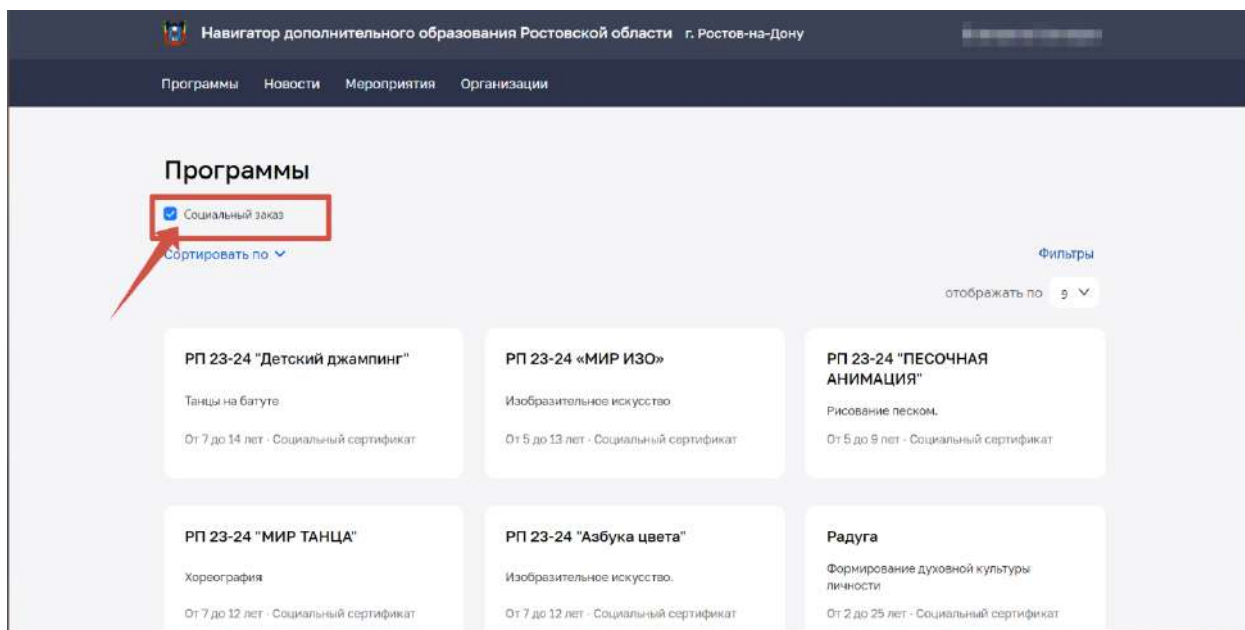 Навигатор дополнительного образования Ростовской области г. Ростов-на-Дону
Программы Новости Мероприятия Организации
Программы
Социальный заказ
Сортировать по
Фильтры
отображать по 9
РП 23-24 "Детский джампинг"
Танцы на батуте
От 7 до 14 лет · Социальный сертификат
РП 23-24 «МИР ИЗО»
Изобразительное искусство
От 5 до 13 лет · Социальный сертификат
РП 23-24 "ПЕСОЧНАЯ
АНИМАЦИЯ"
Рисование песком.
От 5 до 9 лет · Социальный сертификат
РП 23-24 "МИР ТАНЦА"
Хореография
От 7 до 12 лет · Социальный сертификат
РП 23-24 "Азбука цвета"
Изобразительное искусство.
От 7 до 12 лет · Социальный сертификат
Радуга
Формирование духовной культуры
личности
От 2 до 25 лет · Социальный сертификат